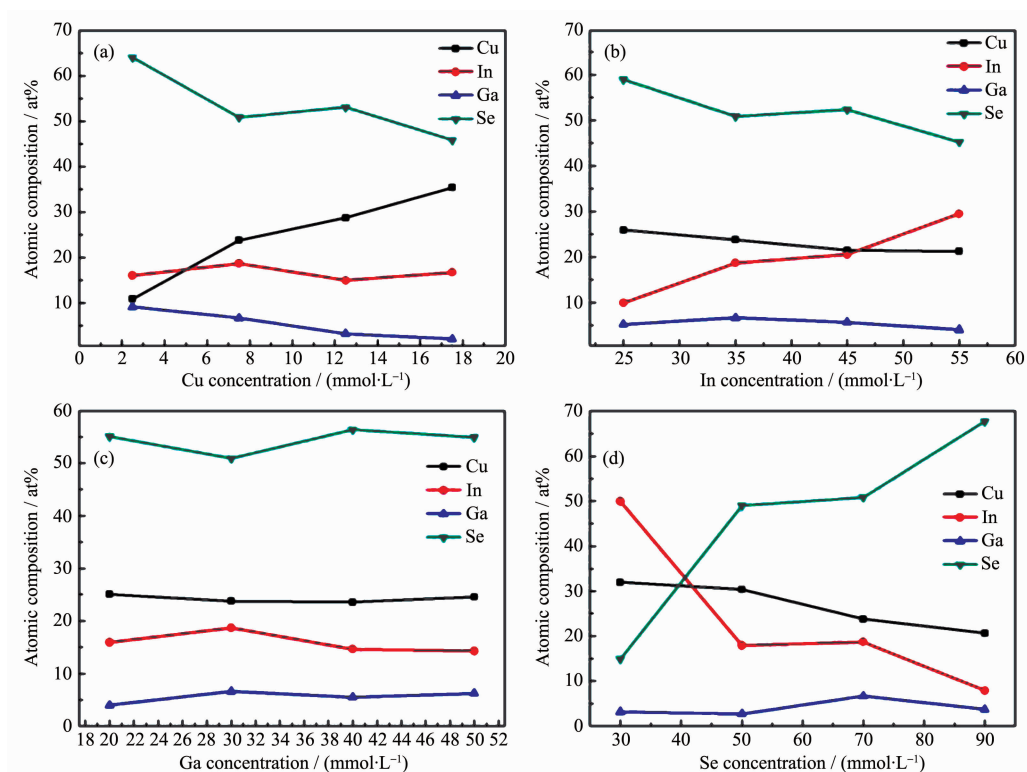 70
60
50
40
30
20
10
0 2 4 6 8 10 12 14 16 18 20
(a)
Cu
In
Ga
Se
Atomic composition / at%
Cu concentration / (mmol·L⁻¹)
70
60
50
40
30
20
10
25 30 35 40 45 50 55 60
(b)
Cu
In
Ga
Se
Atomic composition / at%
In concentration / (mmol·L⁻¹)
60
50
40
30
20
10
0
18 20 22 24 26 28 30 32 34 36 38 40 42 44 46 48 50 52
(c)
Cu
In
Ga
Se
Atomic composition / at%
Ga concentration / (mmol·L⁻¹)
70
60
50
40
30
20
10
0
30 40 50 60 70 80 90
(d)
Cu
In
Ga
Se
Atomic composition / at%
Se concentration / (mmol·L⁻¹)